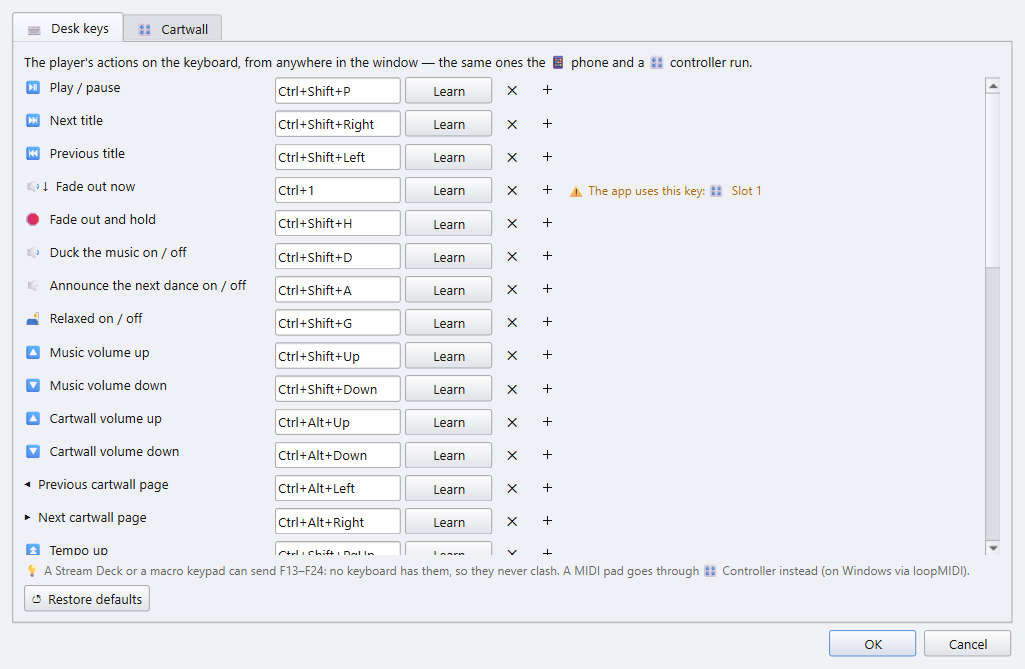 Desk keys
Cartwall
The player's actions on the keyboard, from anywhere in the window — the same ones the phone and a controller run.
Play / pause Ctrl+Shift+P Learn × +
Next title Ctrl+Shift+Right Learn × +
Previous title Ctrl+Shift+Left Learn × +
↓ Fade out now Ctrl+1 Learn × + The app uses this key: Slot 1
Fade out and hold Ctrl+Shift+H Learn × +
Duck the music on / off Ctrl+Shift+D Learn × +
Announce the next dance on / off Ctrl+Shift+A Learn × +
Relaxed on / off Ctrl+Shift+G Learn × +
Music volume up Ctrl+Shift+Up Learn × +
Music volume down Ctrl+Shift+Down Learn × +
Cartwall volume up Ctrl+Alt+Up Learn × +
Cartwall volume down Ctrl+Alt+Down Learn × +
Previous cartwall page Ctrl+Alt+Left Learn × +
Next cartwall page Ctrl+Alt+Right Learn × +
Tempo up Ctrl+Shift+PgUp Learn × +
A Stream Deck or a macro keypad can send F13–F24: no keyboard has them, so they never clash. A MIDI pad goes through Controller instead (on Windows via loopMIDI).
Restore defaults
OK
Cancel